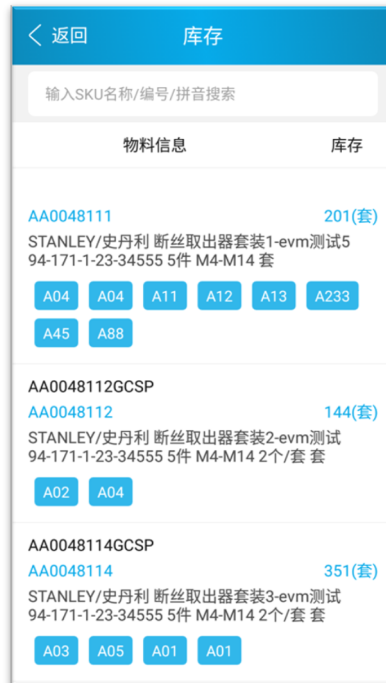 返回 库存
输入SKU名称/编号/拼音搜索
物料信息 库存
AA0048111 201(套)
STANLEY/史丹利 断丝取出器套装1-evm测试5
94-171-1-23-34555 5件 M4-M14 套
A04 A04 A11 A12 A13 A233
A45 A88
AA0048112GCSP
AA0048112 144(套)
STANLEY/史丹利 断丝取出器套装2-evm测试
94-171-1-23-34555 5件 M4-M14 2个/套 套
A02 A04
AA0048114GCSP
AA0048114 351(套)
STANLEY/史丹利 断丝取出器套装3-evm测试
94-171-1-23-34555 5件 M4-M14 2个/套 套
A03 A05 A01 A01